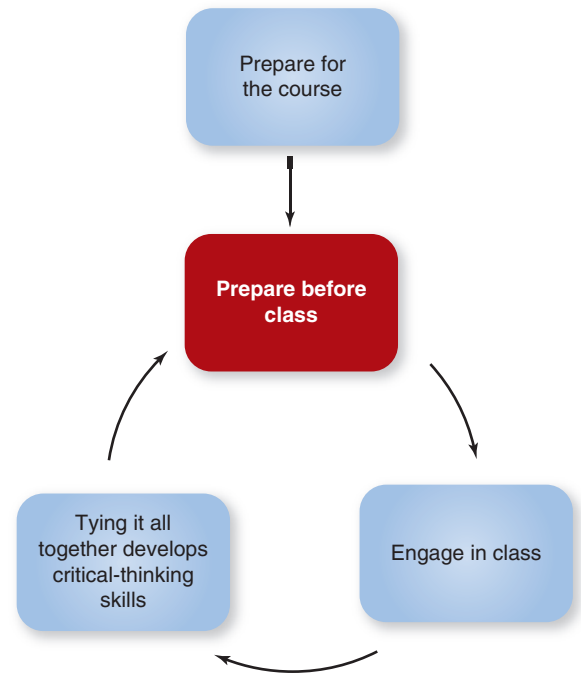 Prepare for
the course
Prepare before
class
Engage in class
Tying it all
together develops
critical-thinking
skills